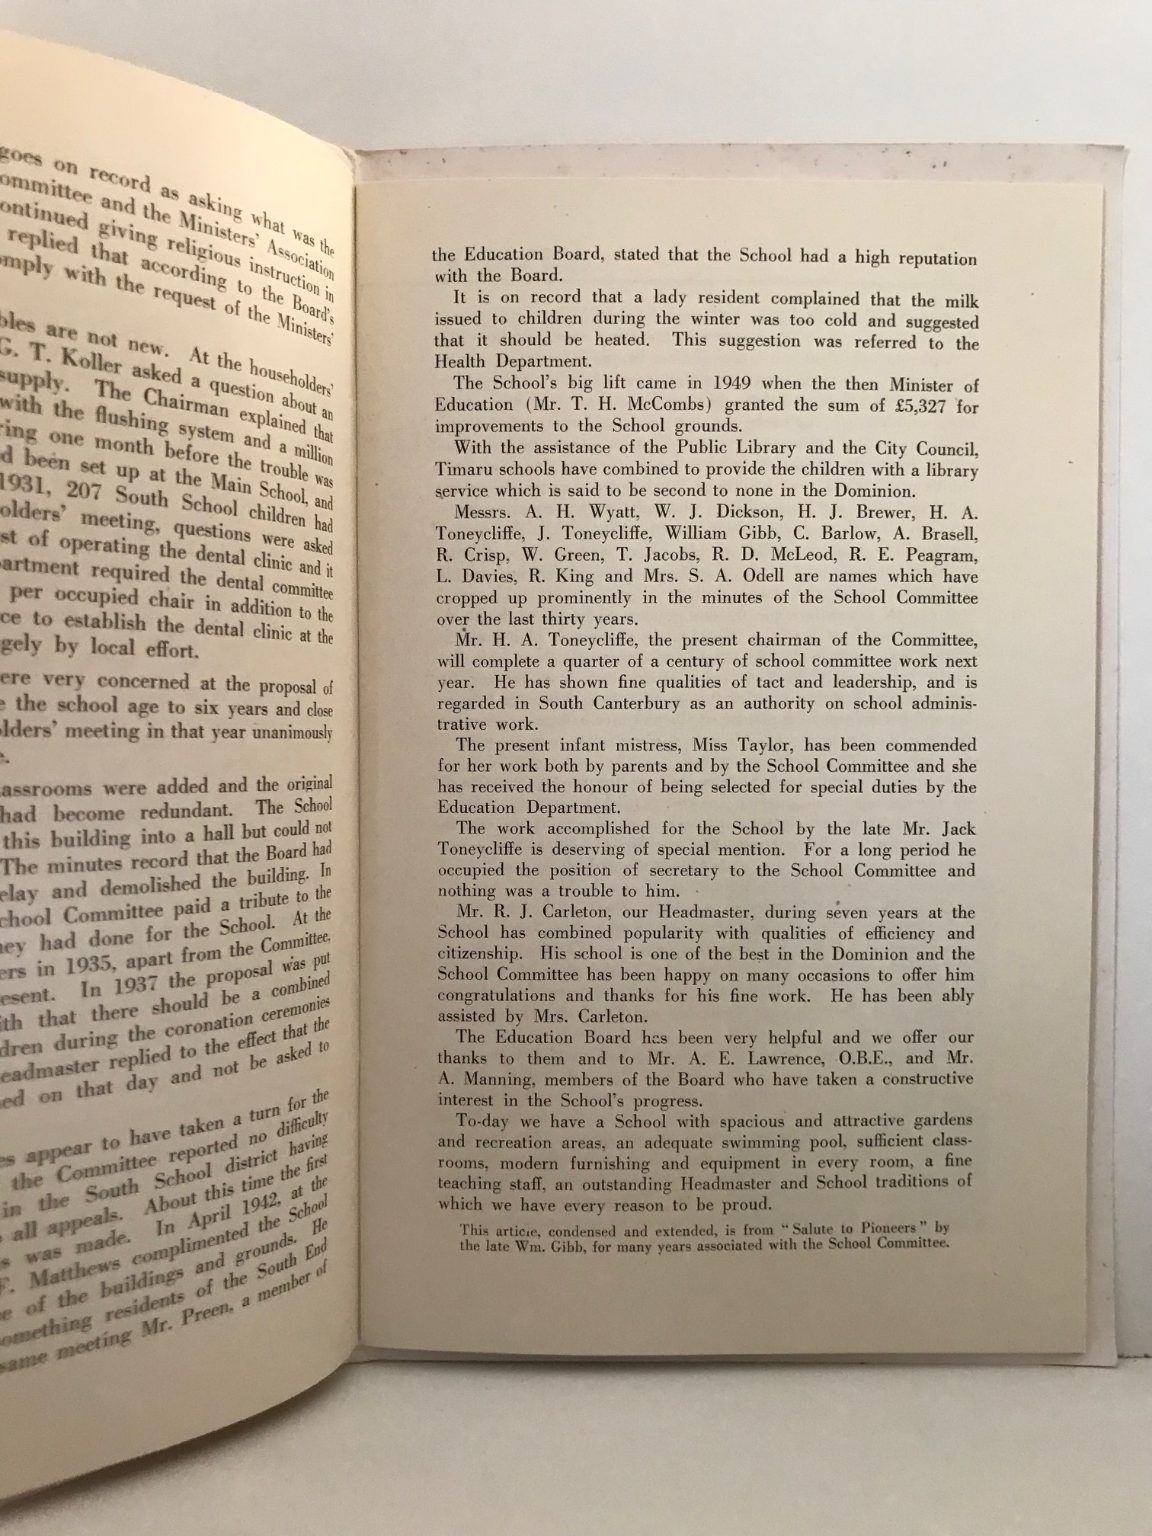 goes on record as asking what was the
ommittee and the Ministers' Association
ontinued giving religious instruction in
replied that according to the Board's
mply with the request of the Ministers'
bles are not new. At the householders'
G. T. Koller asked a question about an
supply. The Chairman explained that
with the flushing system and a million
ring one month before the trouble was
d been set up at the Main School, and
1931, 207 South School children had
olders' meeting, questions were asked
st of operating the dental clinic and it
partment required the dental committee
per occupied chair in addition to the
ce to establish the dental clinic at the
gely by local effort.
ere very concerned at the proposal of
e the school age to six years and close
olders' meeting in that year unanimously
e.
assrooms were added and the original
had become redundant. The School
this building into a hall but could not
The minutes record that the Board had
elay and demolished the building. In
chool Committee paid a tribute to the
ney had done for the School. At the
ers in 1935, apart from the Committee,
esent. In 1937 the proposal was put
ith that there should be a combined
dren during the coronation ceremonies
eadmaster replied to the effect that the
ed on that day and not be asked to
es appear to have taken a turn for the
the Committee reported no difficulty
in the South School district having
all appeals. About this time the first
s was made. In April 1942, at the
F. Matthews complimented the School
e of the buildings and grounds. He
omething residents of the South End
same meeting Mr. Preen, a member of
the Education Board, stated that the School had a high reputation
with the Board.
It is on record that a lady resident complained that the milk
issued to children during the winter was too cold and suggested
that it should be heated. This suggestion was referred to the
Health Department.
The School's big lift came in 1949 when the then Minister of
Education (Mr. T. H. McCombs) granted the sum of £5,327 for
improvements to the School grounds.
With the assistance of the Public Library and the City Council,
Timaru schools have combined to provide the children with a library
service which is said to be second to none in the Dominion.
Messrs. A. H. Wyatt, W. J. Dickson, H. J. Brewer, H. A.
Toneycliffe, J. Toneycliffe, William Gibb, C. Barlow, A. Brasell,
R. Crisp, W. Green, T. Jacobs, R. D. McLeod, R. E. Peagram,
L. Davies, R. King and Mrs. S. A. Odell are names which have
cropped up prominently in the minutes of the School Committee
over the last thirty years.
Mr. H. A. Toneycliffe, the present chairman of the Committee,
will complete a quarter of a century of school committee work next
year. He has shown fine qualities of tact and leadership, and is
regarded in South Canterbury as an authority on school adminis-
trative work.
The present infant mistress, Miss Taylor, has been commended
for her work both by parents and by the School Committee and she
has received the honour of being selected for special duties by the
Education Department.
The work accomplished for the School by the late Mr. Jack
Toneycliffe is deserving of special mention. For a long period he
occupied the position of secretary to the School Committee and
nothing was a trouble to him.
Mr. R. J. Carleton, our Headmaster, during seven years at the
School has combined popularity with qualities of efficiency and
citizenship. His school is one of the best in the Dominion and the
School Committee has been happy on many occasions to offer him
congratulations and thanks for his fine work. He has been ably
assisted by Mrs. Carleton.
The Education Board has been very helpful and we offer our
thanks to them and to Mr. A. E. Lawrence, O.B.E., and Mr.
A. Manning, members of the Board who have taken a constructive
interest in the School's progress.
To-day we have a School with spacious and attractive gardens
and recreation areas, an adequate swimming pool, sufficient class-
rooms, modern furnishing and equipment in every room, a fine
teaching staff, an outstanding Headmaster and School traditions of
which we have every reason to be proud.
This article, condensed and extended, is from "Salute to Pioneers" by
the late Wm. Gibb, for many years associated with the School Committee.